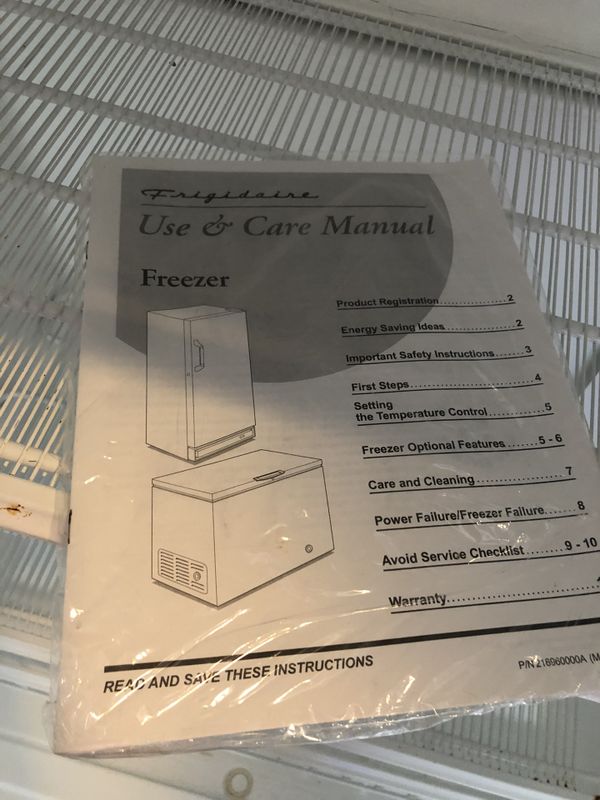 Frigidaire
Use & Care Manual
Freezer
Product Registration..................2
Energy Saving Ideas..................2
Important Safety Instructions.......3
First Steps..............................4
Setting
the Temperature Control.............5
Freezer Optional Features.......5 - 6
Care and Cleaning...................7
Power Failure/Freezer Failure.......8
Avoid Service Checklist........9 - 10
Warranty..............................
READ AND SAVE THESE INSTRUCTIONS
P/N 216960000A (M